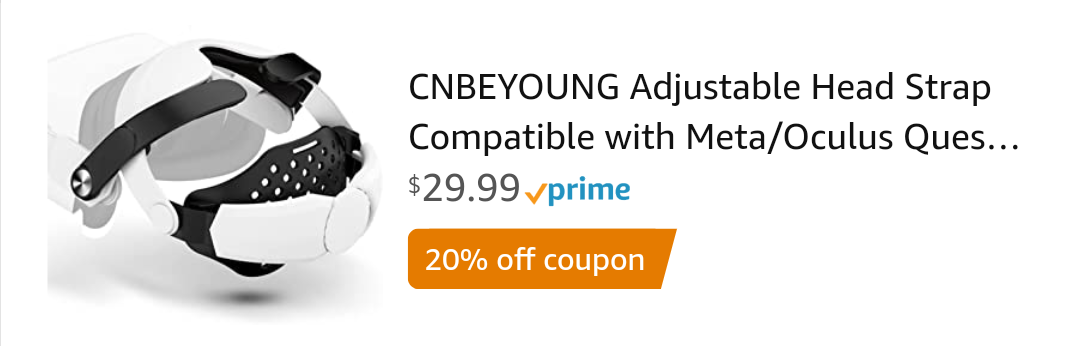 CNBEYOUNG Adjustable Head Strap
Compatible with Meta/Oculus Ques...
$29.99 prime
20% off coupon